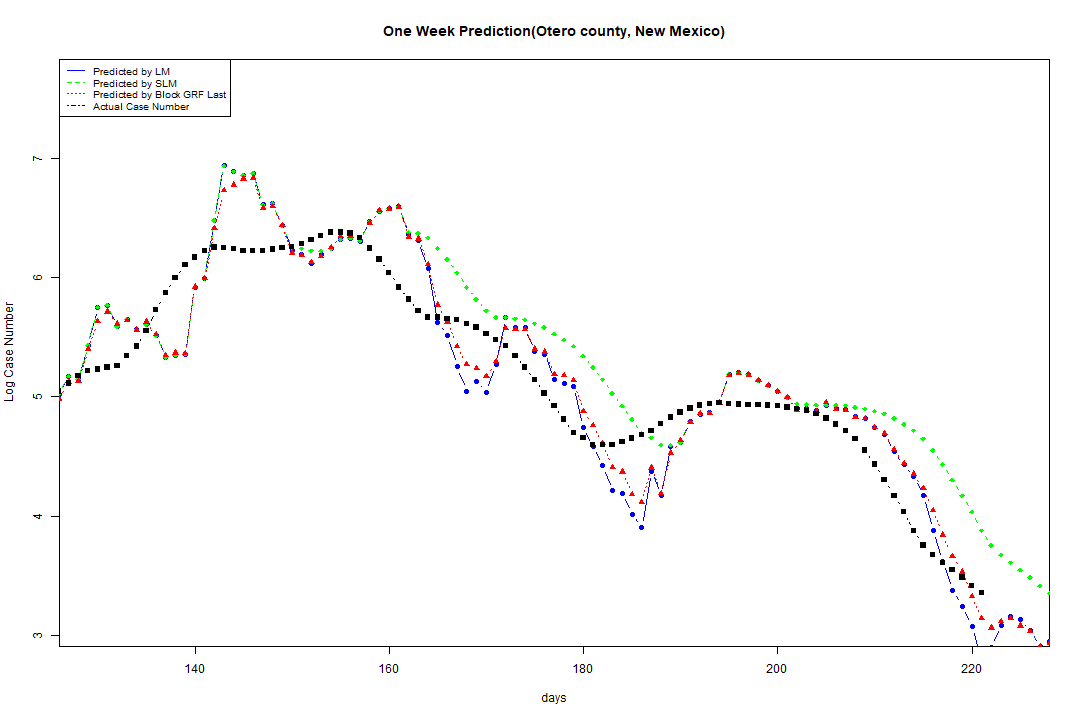 One Week Prediction(Otero county, New Mexico)
Predicted by LM
Predicted by SLM
Predicted by Block GRF Last
Actual Case Number
Log Case Number
7
6
5
4
3
140 160 180 200 220
days